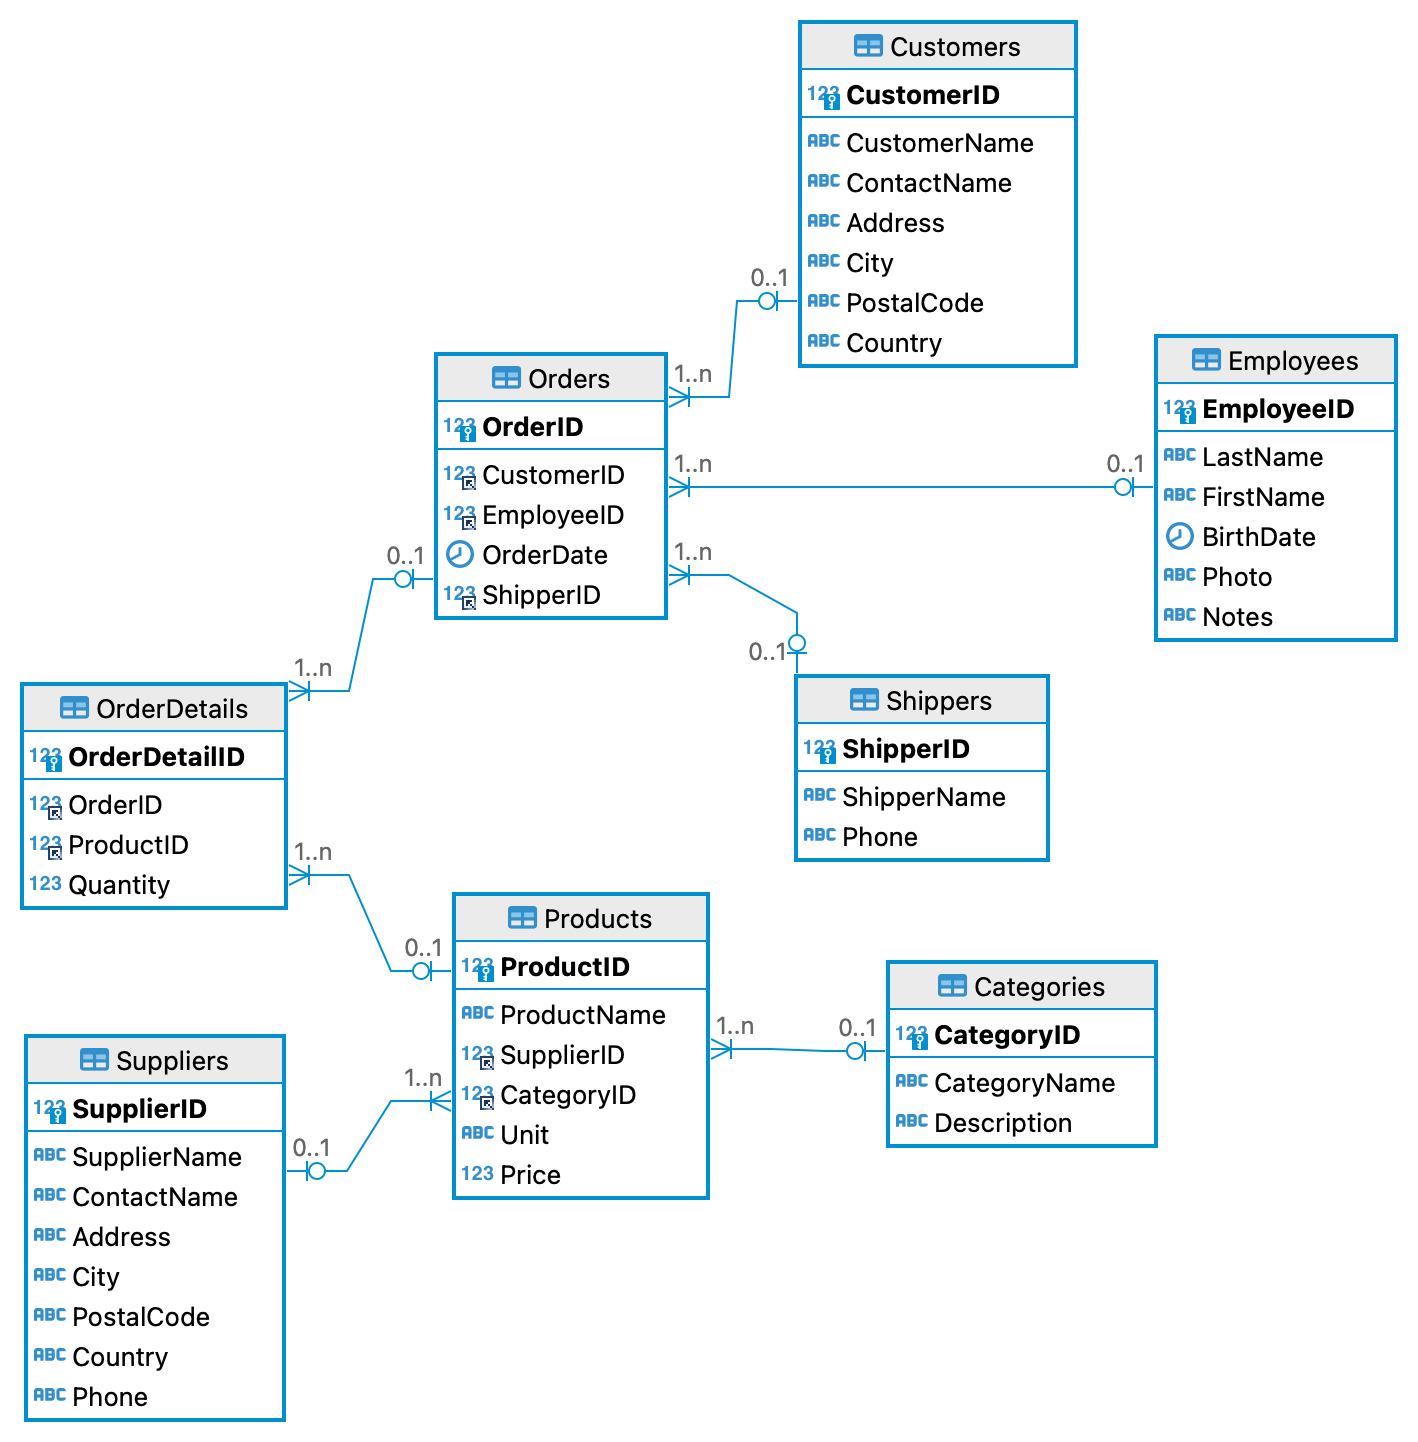 Customers
123 CustomerID
ABC CustomerName
ABC ContactName
ABC Address
ABC City
ABC PostalCode
ABC Country
0..1
1..n
Employees
123 EmployeeID
ABC LastName
ABC FirstName
BirthDate
ABC Photo
ABC Notes
0..1
1..n
Orders
123 OrderID
123 CustomerID
123 EmployeeID
OrderDate
123 ShipperID
1..n
0..1
0..1
1..n
Shippers
123 ShipperID
ABC ShipperName
ABC Phone
OrderDetails
123 OrderDetailID
123 OrderID
123 ProductID
123 Quantity
1..n
0..1
Products
123 ProductID
ABC ProductName
123 SupplierID
123 CategoryID
ABC Unit
123 Price
1..n
0..1
Categories
123 CategoryID
ABC CategoryName
ABC Description
1..n
0..1
Suppliers
123 SupplierID
ABC SupplierName
ABC ContactName
ABC Address
ABC City
ABC PostalCode
ABC Country
ABC Phone